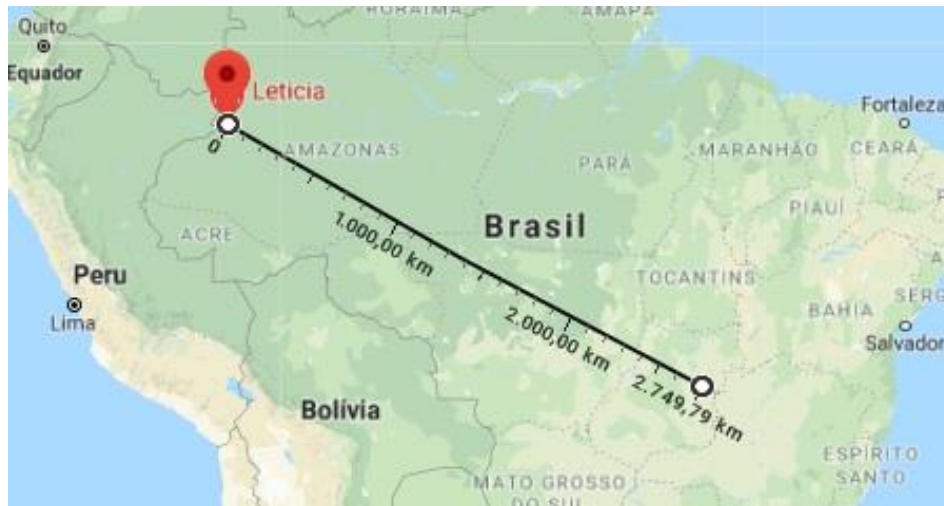 RORAIMA
AMAPÁ
Quito
Equador
Leticia
Fortaleza
0
AMAZONAS
PARÁ
MARANHÃO
CEARÁ
PIAUÍ
1.000,00 km
Brasil
ACRE
Peru
TOCANTINS
BAHIA
SERG
Lima
2.000,00 km
Salvador
2.749,79 km
Bolívia
ESPÍRITO
SANTO
MATO GROSSO
DO SUL